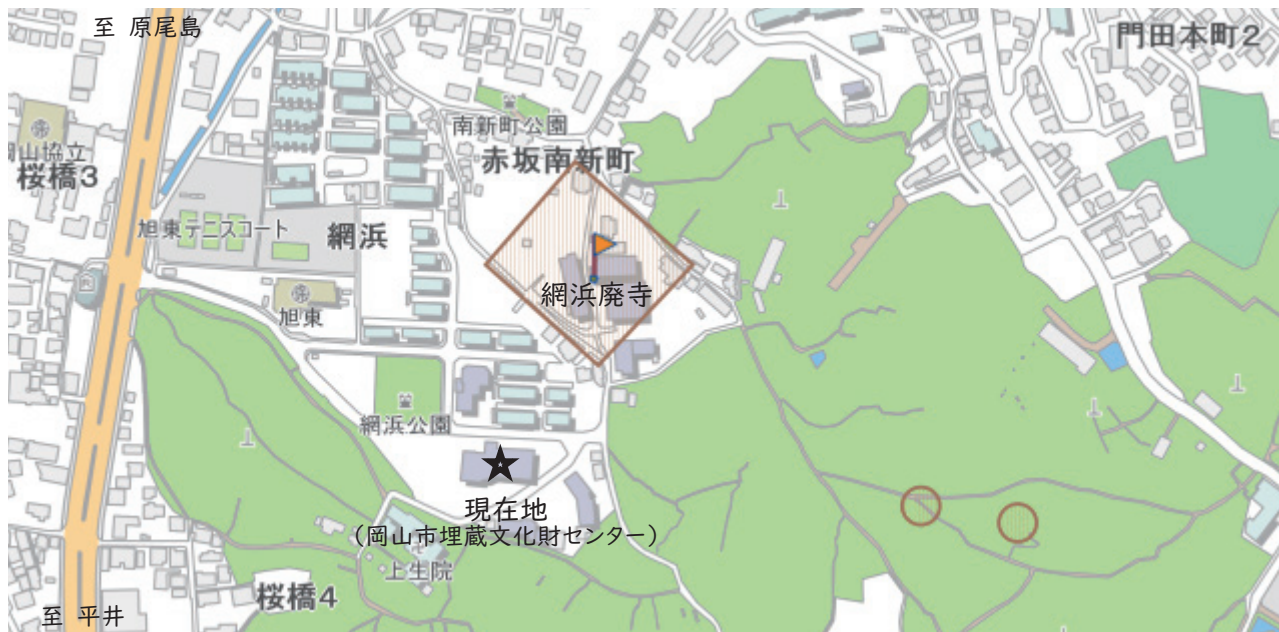 至 原尾島
門田本町2
南新町公園
山協立
桜橋3
赤坂南新町
旭東テニスコート
網浜
網浜廃寺
旭東
網浜公園
現在地
(岡山市埋蔵文化財センター)
上生院
桜橋4
至 平井